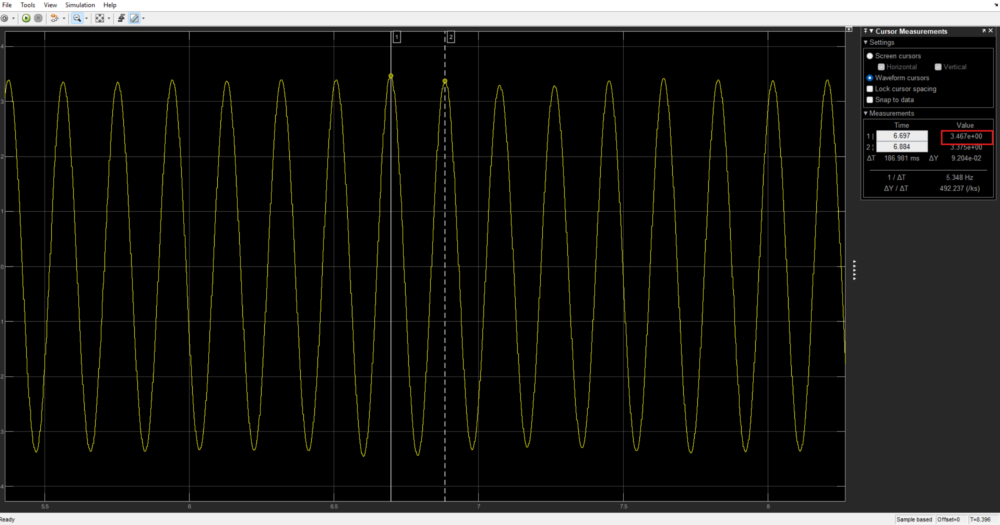 File Tools View Simulation Help
1 2
4
3
2
1
0
1
2
3
4
5.5 6 6.5 7 7.5 8
Cursor Measurements
Settings
Screen cursors
Horizontal Vertical
Waveform cursors
Lock cursor spacing
Snap to data
Measurements
Time Value
1 | 6.697 3.467e+00
2 ¦ 6.884 3.375e+00
ΔT 186.981 ms ΔY 9.204e-02
1 / ΔT 5.348 Hz
ΔY / ΔT 492.237 (/ks)
Ready Sample based Offset=0 T=8.396